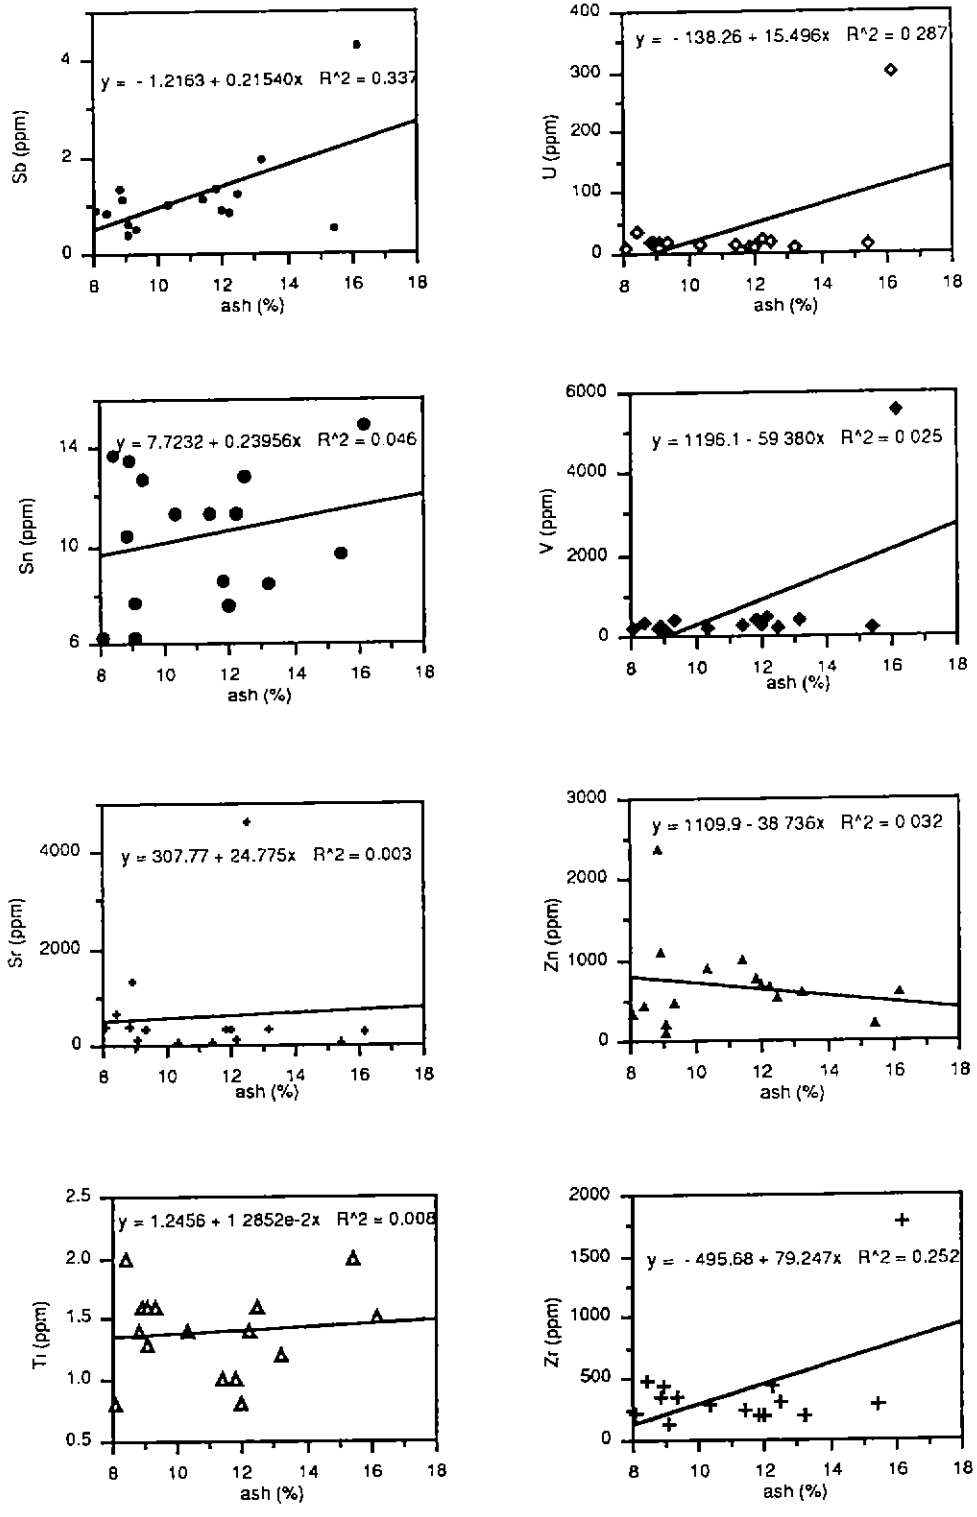 4
2
0
Sb (ppm)
y = - 1.2163 + 0.21540x R^2 = 0.337
8 10 12 14 16 18
ash (%)
400
300
200
100
0
U (ppm)
y = - 138.26 + 15.496x R^2 = 0 287
8 10 12 14 16 18
ash (%)
14
10
6
Sn (ppm)
y = 7.7232 + 0.23956x R^2 = 0.046
8 10 12 14 16 18
ash (%)
6000
4000
2000
0
V (ppm)
y = 1196.1 - 59 380x R^2 = 0 025
8 10 12 14 16 18
ash (%)
4000
2000
0
Sr (ppm)
y = 307.77 + 24.775x R^2 = 0.003
8 10 12 14 16 18
ash (%)
3000
2000
1000
0
Zn (ppm)
y = 1109.9 - 38 736x R^2 = 0 032
8 10 12 14 16 18
ash (%)
2.5
2.0
1.5
1.0
0.5
(ppm)
y = 1.2456 + 1 2852e-2x R^2 = 0.008
8 10 12 14 16 18
ash (%)
2000
1500
1000
500
0
Zr (ppm)
y = - 495.68 + 79.247x R^2 = 0.252
8 10 12 14 16 18
ash (%)